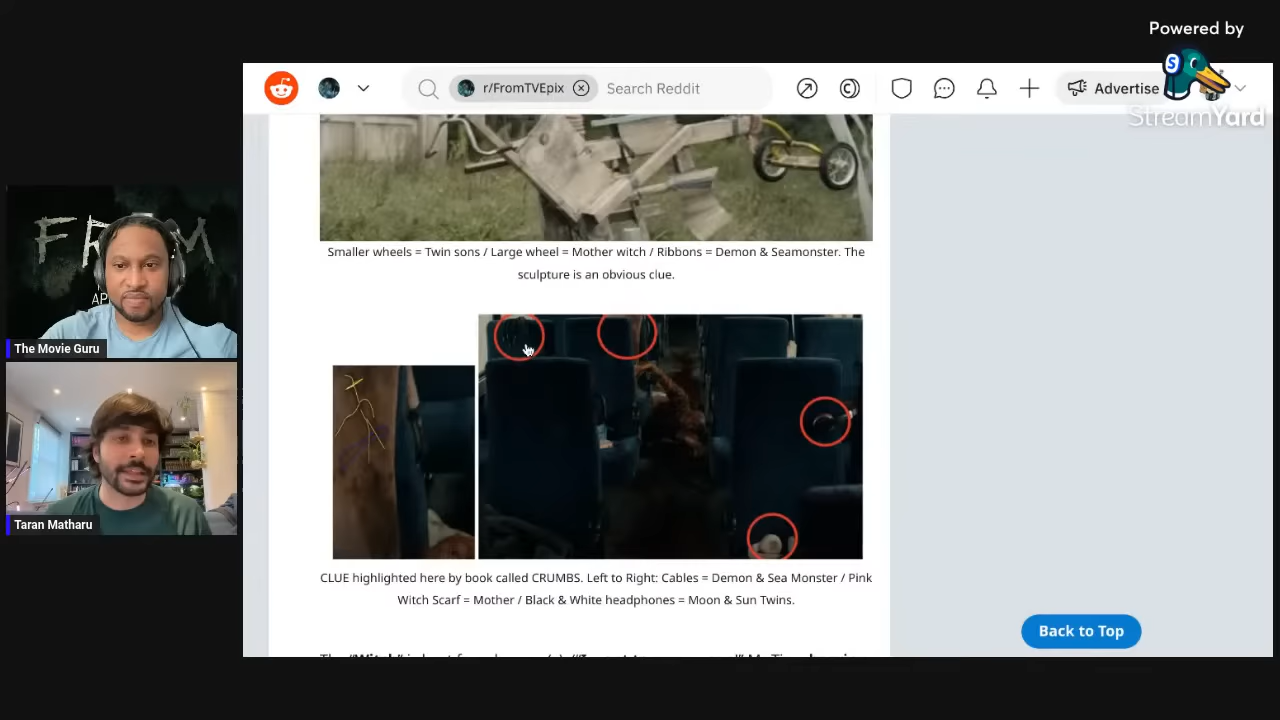 Powered by
StreamYard
r/FromTVEpix
Search Reddit
Advertise
FROM
AP
The Movie Guru
Taran Matharu
Smaller wheels = Twin sons / Large wheel = Mother witch / Ribbons = Demon & Seamonster. The
sculpture is an obvious clue.
CLUE highlighted here by book called CRUMBS. Left to Right: Cables = Demon & Sea Monster / Pink
Witch Scarf = Mother / Black & White headphones = Moon & Sun Twins.
Back to Top